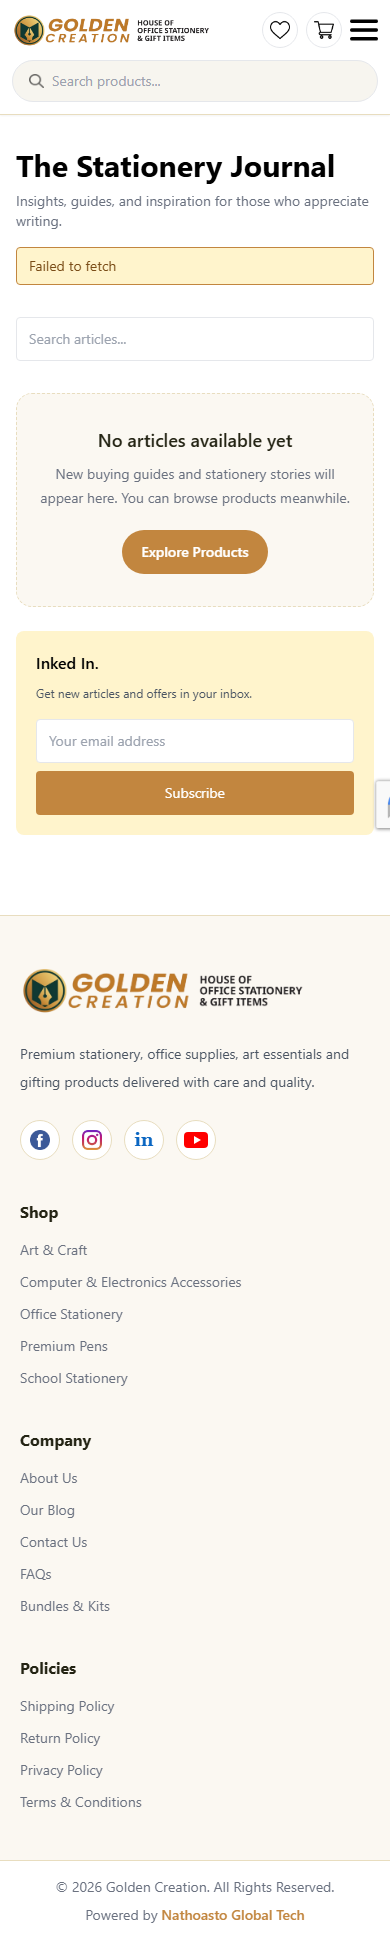 GOLDEN
CREATION
HOUSE OF
OFFICE STATIONERY
& GIFT ITEMS
Search products...
The Stationery Journal
Insights, guides, and inspiration for those who appreciate
writing.
Failed to fetch
Search articles...
No articles available yet
New buying guides and stationery stories will
appear here. You can browse products meanwhile.
Explore Products
Inked In.
Get new articles and offers in your inbox.
Your email address
Subscribe
GOLDEN
CREATION
HOUSE OF
OFFICE STATIONERY
& GIFT ITEMS
Premium stationery, office supplies, art essentials and
gifting products delivered with care and quality.
f
in
Shop
Art & Craft
Computer & Electronics Accessories
Office Stationery
Premium Pens
School Stationery
Company
About Us
Our Blog
Contact Us
FAQs
Bundles & Kits
Policies
Shipping Policy
Return Policy
Privacy Policy
Terms & Conditions
© 2026 Golden Creation. All Rights Reserved.
Powered by Nathoasto Global Tech